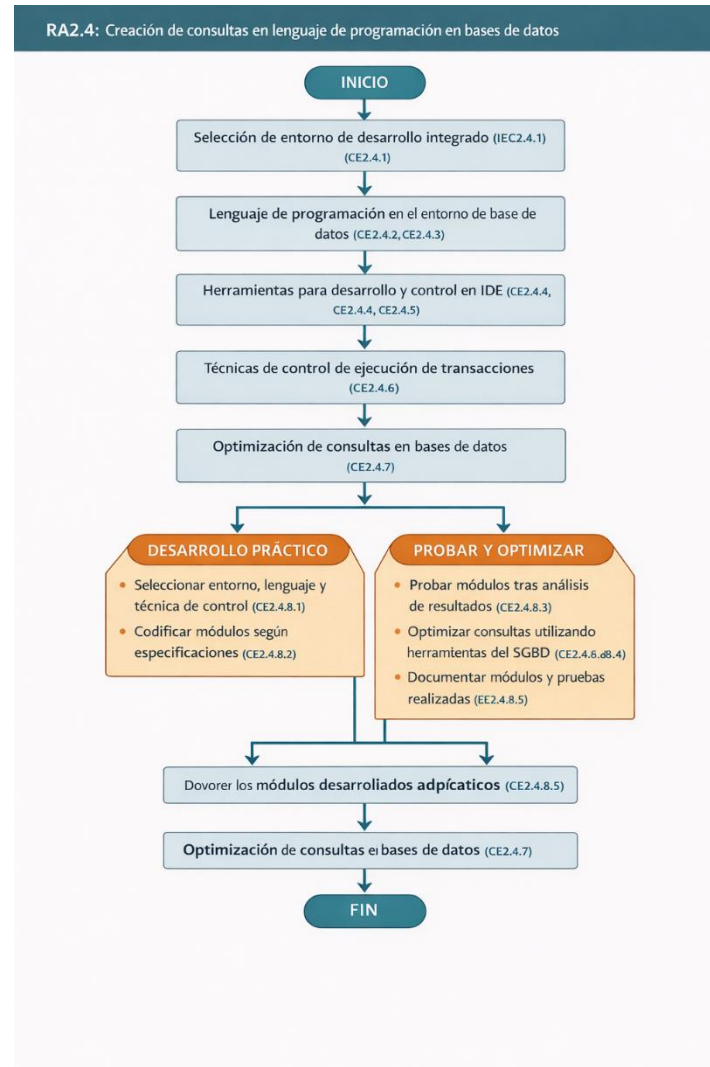 RA2.4: Creación de consultas en lenguaje de programación en bases de datos
INICIO
Selección de entorno de desarrollo integrado (IEC2.4.1)
(CE2.4.1)
Lenguaje de programación en el entorno de base de
datos (CE2.4.2, CE2.4.3)
Herramientas para desarrollo y control en IDE (CE2.4.4,
CE2.4.4, CE2.4.5)
Técnicas de control de ejecución de transacciones
(CE2.4.6)
Optimización de consultas en bases de datos
(CE2.4.7)
DESARROLLO PRÁCTICO
• Seleccionar entorno, lenguaje y
técnica de control (CE2.4.8.1)
• Codificar módulos según
especificaciones (CE2.4.8.2)
PROBAR Y OPTIMIZAR
• Probar módulos tras análisis
de resultados (CE2.4.8.3)
• Optimizar consultas utilizando
herramientas del SGBD (CE2.4.6.d8.4)
• Documentar módulos y pruebas
realizadas (EE2.4.8.5)
Dovorer los módulos desarroliados adpícaticos (CE2.4.8.5)
Optimización de consultas ei bases de datos (CE2.4.7)
FIN